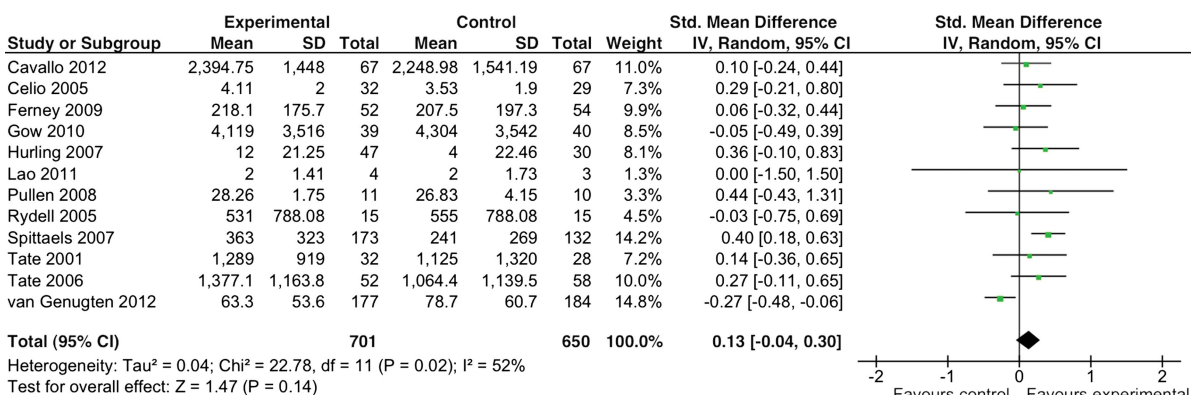 Experimental Control Std. Mean Difference Std. Mean Difference
Study or Subgroup Mean SD Total Mean SD Total Weight IV, Random, 95% CI IV, Random, 95% CI
Cavallo 2012 2,394.75 1,448 67 2,248.98 1,541.19 67 11.0% 0.10 [-0.24, 0.44]
Celio 2005 4.11 2 32 3.53 1.9 29 7.3% 0.29 [-0.21, 0.80]
Ferney 2009 218.1 175.7 52 207.5 197.3 54 9.9% 0.06 [-0.32, 0.44]
Gow 2010 4,119 3,516 39 4,304 3,542 40 8.5% -0.05 [-0.49, 0.39]
Hurling 2007 12 21.25 47 4 22.46 30 8.1% 0.36 [-0.10, 0.83]
Lao 2011 2 1.41 4 2 1.73 3 1.3% 0.00 [-1.50, 1.50]
Pullen 2008 28.26 1.75 11 26.83 4.15 10 3.3% 0.44 [-0.43, 1.31]
Rydell 2005 531 788.08 15 555 788.08 15 4.5% -0.03 [-0.75, 0.69]
Spittaels 2007 363 323 173 241 269 132 14.2% 0.40 [0.18, 0.63]
Tate 2001 1,289 919 32 1,125 1,320 28 7.2% 0.14 [-0.36, 0.65]
Tate 2006 1,377.1 1,163.8 52 1,064.4 1,139.5 58 10.0% 0.27 [-0.11, 0.65]
van Genugten 2012 63.3 53.6 177 78.7 60.7 184 14.8% -0.27 [-0.48, -0.06]
Total (95% CI) 701 650 100.0% 0.13 [-0.04, 0.30]
Heterogeneity: Tau² = 0.04; Chi² = 22.78, df = 11 (P = 0.02); I² = 52%
Test for overall effect: Z = 1.47 (P = 0.14)
-2 -1 0 1 2
Favours control Favours experimental